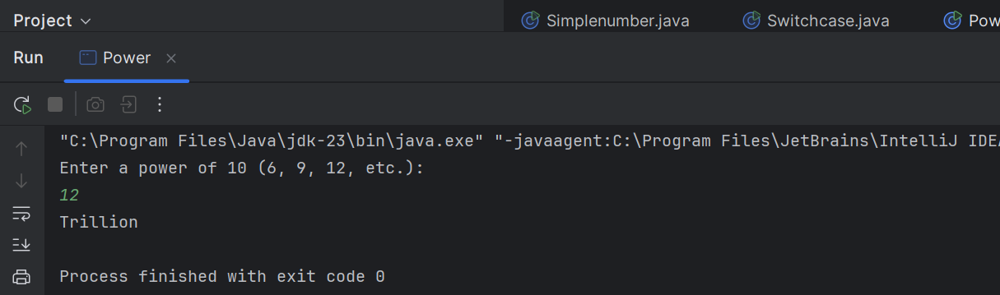 Project
Simplenumber.java
Switchcase.java
Pow
Run
Power
"C:\Program Files\Java\jdk-23\bin\java.exe" "-javaagent:C:\Program Files\JetBrains\IntelliJ IDEA
Enter a power of 10 (6, 9, 12, etc.):
12
Trillion
Process finished with exit code 0